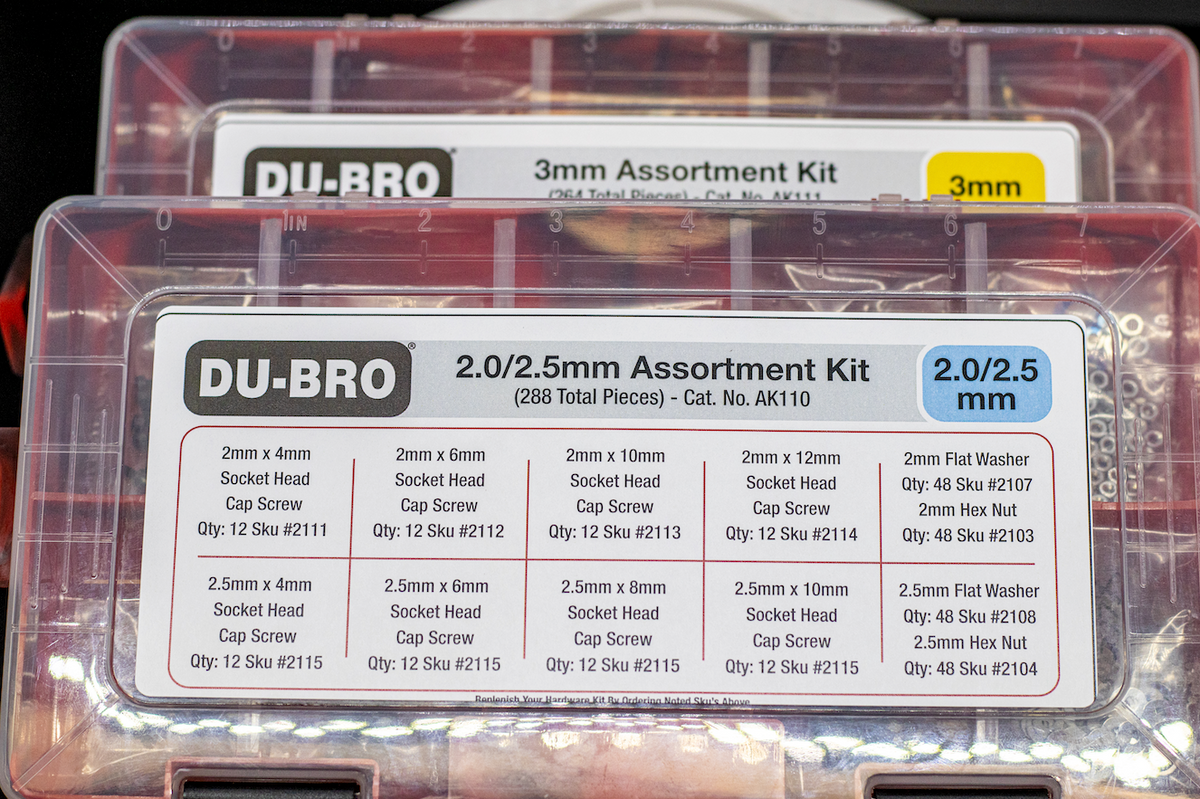 0 1IN 2 3 4 5 6 7
DU-BRO
3mm Assortment Kit
(264 Total Pieces) - Cat. No. AK111
3mm
0 1IN 2 3 4 5 6 7
DU-BRO®
2.0/2.5mm Assortment Kit
(288 Total Pieces) - Cat. No. AK110
2.0/2.5
mm
2mm x 4mm
Socket Head
Cap Screw
Qty: 12 Sku #2111
2mm x 6mm
Socket Head
Cap Screw
Qty: 12 Sku #2112
2mm x 10mm
Socket Head
Cap Screw
Qty: 12 Sku #2113
2mm x 12mm
Socket Head
Cap Screw
Qty: 12 Sku #2114
2mm Flat Washer
Qty: 48 Sku #2107
2mm Hex Nut
Qty: 48 Sku #2103
2.5mm x 4mm
Socket Head
Cap Screw
Qty: 12 Sku #2115
2.5mm x 6mm
Socket Head
Cap Screw
Qty: 12 Sku #2115
2.5mm x 8mm
Socket Head
Cap Screw
Qty: 12 Sku #2115
2.5mm x 10mm
Socket Head
Cap Screw
Qty: 12 Sku #2115
2.5mm Flat Washer
Qty: 48 Sku #2108
2.5mm Hex Nut
Qty: 48 Sku #2104
Replenish Your Hardware Kit By Ordering Noted Sku's Above